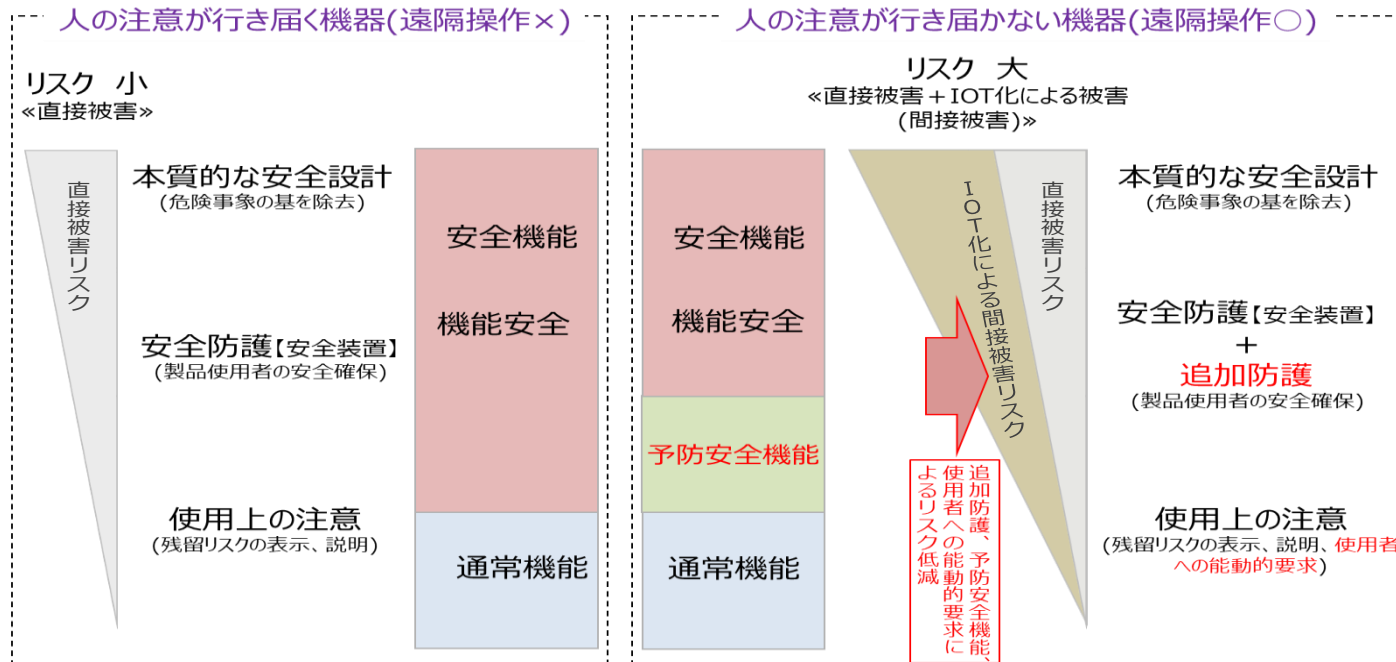 人の注意が行き届く機器(遠隔操作×)
リスク 小
≪直接被害≫
直接被害リスク
本質的な安全設計
(危険事象の基を除去)
安全防護【安全装置】
(製品使用者の安全確保)
使用上の注意
(残留リスクの表示、説明)
安全機能
機能安全
通常機能
人の注意が行き届かない機器(遠隔操作○)
リスク 大
≪直接被害＋IOT化による被害
(間接被害)≫
安全機能
機能安全
予防安全機能
通常機能
IOT化による間接被害リスク
直接被害リスク
追加防護、予防安全機能、
使用者への能動的要求に
よるリスク低減
本質的な安全設計
(危険事象の基を除去)
安全防護【安全装置】
＋
追加防護
(製品使用者の安全確保)
使用上の注意
(残留リスクの表示、説明、使用者
への能動的要求)